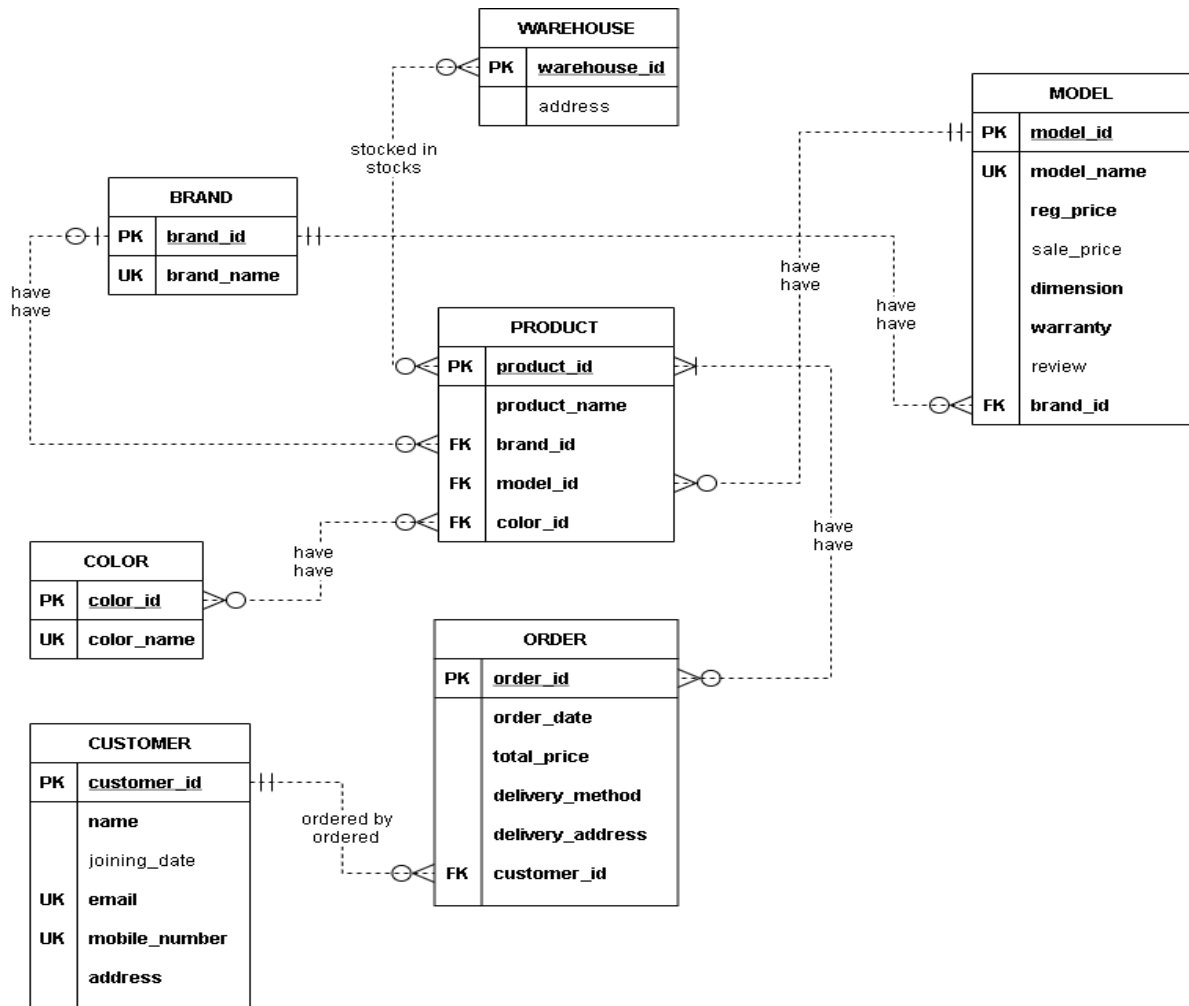 WAREHOUSE
PK warehouse_id
address
MODEL
PK model_id
UK model_name
reg_price
sale_price
dimension
warranty
review
FK brand_id
stocked in
stocks
BRAND
PK brand_id
UK brand_name
have
have
have
have
have
have
PRODUCT
PK product_id
product_name
FK brand_id
FK model_id
FK color_id
have
have
have
have
COLOR
PK color_id
UK color_name
ORDER
PK order_id
order_date
total_price
delivery_method
delivery_address
FK customer_id
CUSTOMER
PK customer_id
name
joining_date
UK email
UK mobile_number
address
ordered by
ordered